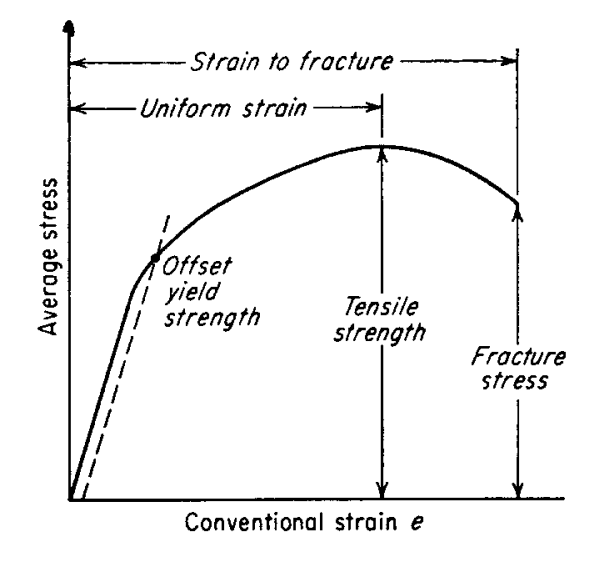 Strain to fracture
Uniform strain
Average stress
Offset
yield
strength
Tensile
strength
Fracture
stress
Conventional strain e